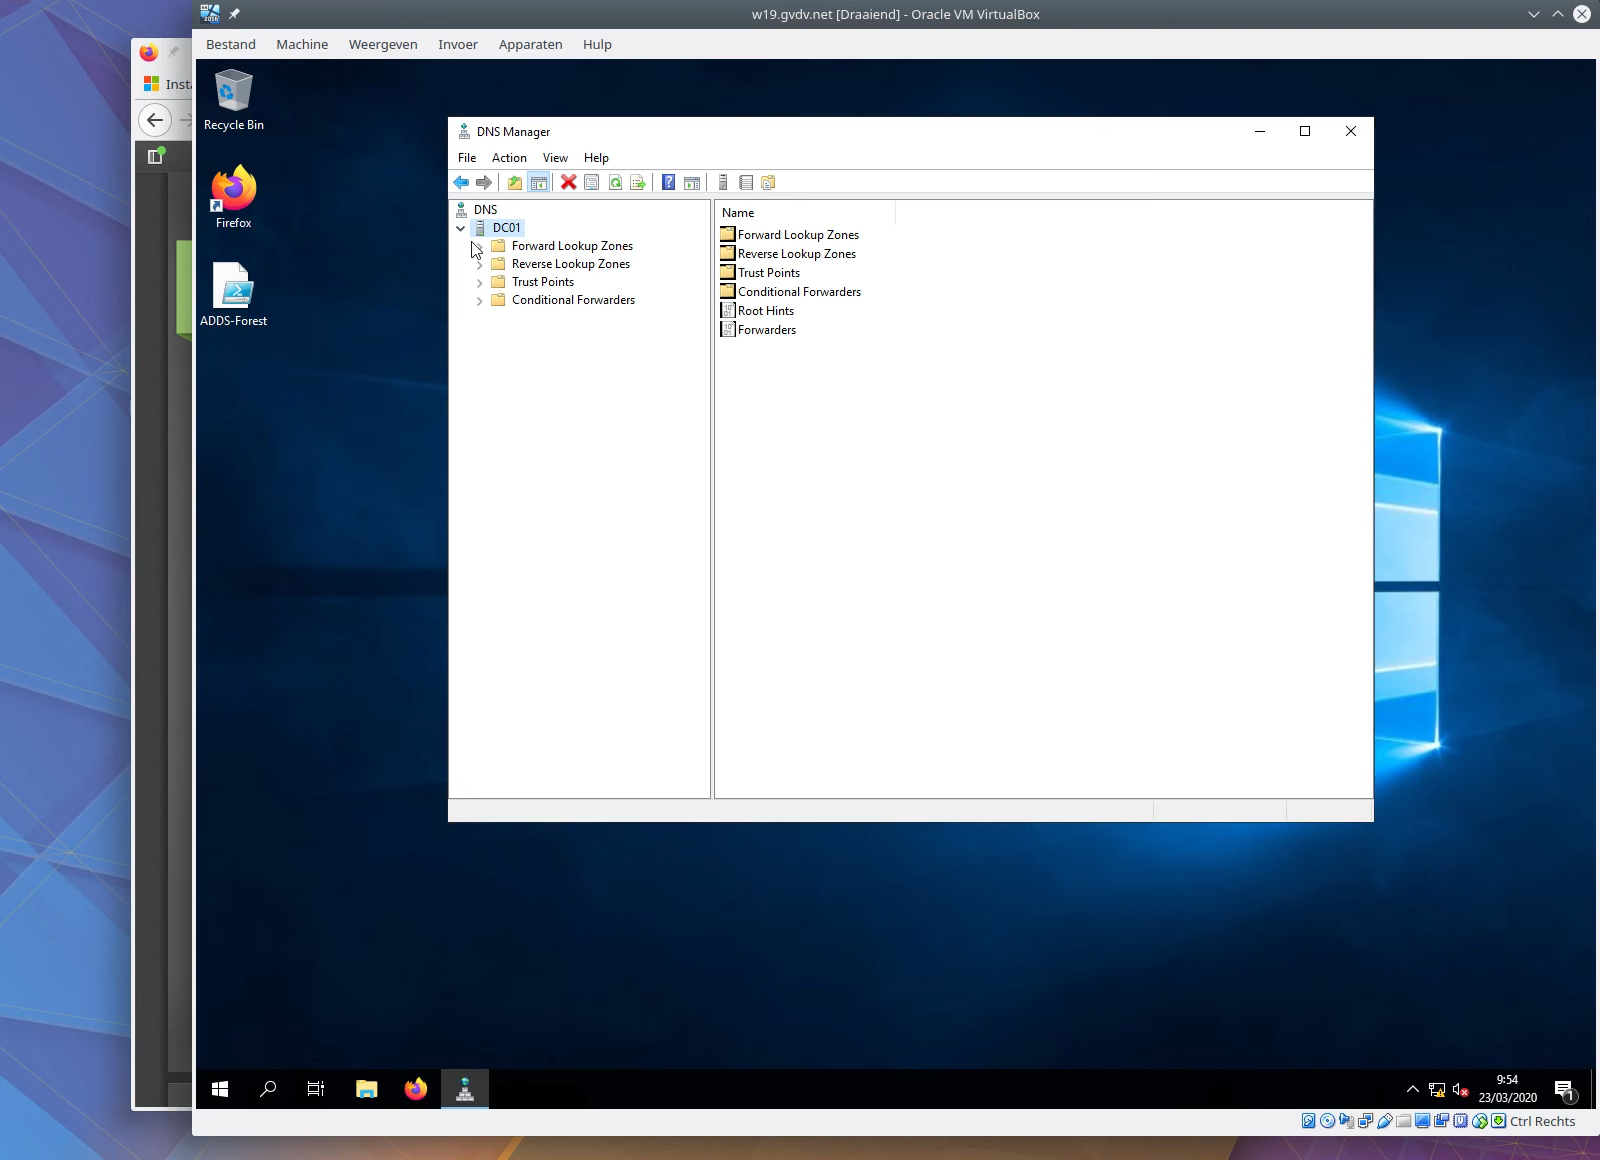 w19.gvdv.net [Draaiend] - Oracle VM VirtualBox
Bestand Machine Weergeven Invoer Apparaten Hulp
Recycle Bin
Firefox
ADDS-Forest
DNS Manager
File Action View Help
DNS
DC01
Forward Lookup Zones
Reverse Lookup Zones
Trust Points
Conditional Forwarders
Name
Forward Lookup Zones
Reverse Lookup Zones
Trust Points
Conditional Forwarders
Root Hints
Forwarders
9:54
23/03/2020
1
Ctrl Rechts